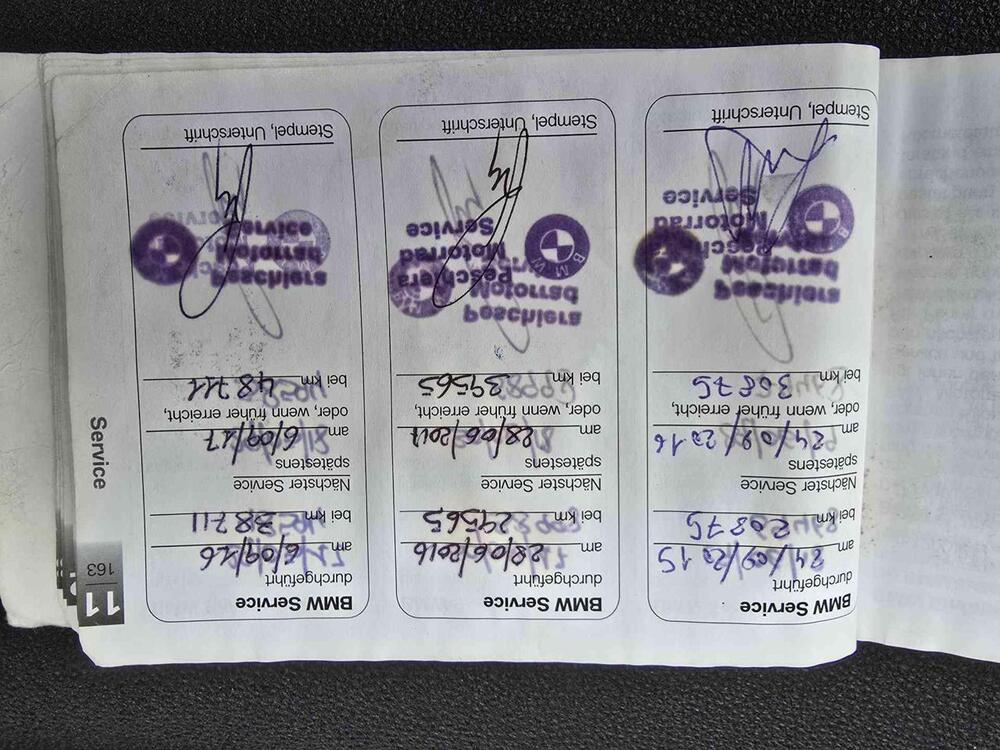 BMW Service
durchgeführt
am 24/09/2015
bei km 20875
Nächster Service
spätestens
am 24/09/2016
oder, wenn früher erreicht,
bei km 30875
Peschiera
Motorrad
Service
Stempel, Unterschrift
BMW Service
durchgeführt
am 28/06/2016
bei km 29565
Nächster Service
spätestens
am 28/06/2017
oder, wenn früher erreicht,
bei km 39565
BMW
Peschiera
Motorrad
Service
Stempel, Unterschrift
BMW Service
durchgeführt
am 6/09/16
bei km 38711
Nächster Service
spätestens
am 6/09/17
oder, wenn früher erreicht,
bei km 48711
Peschiera
Motorrad
Service
Stempel, Unterschrift
11
163
Service